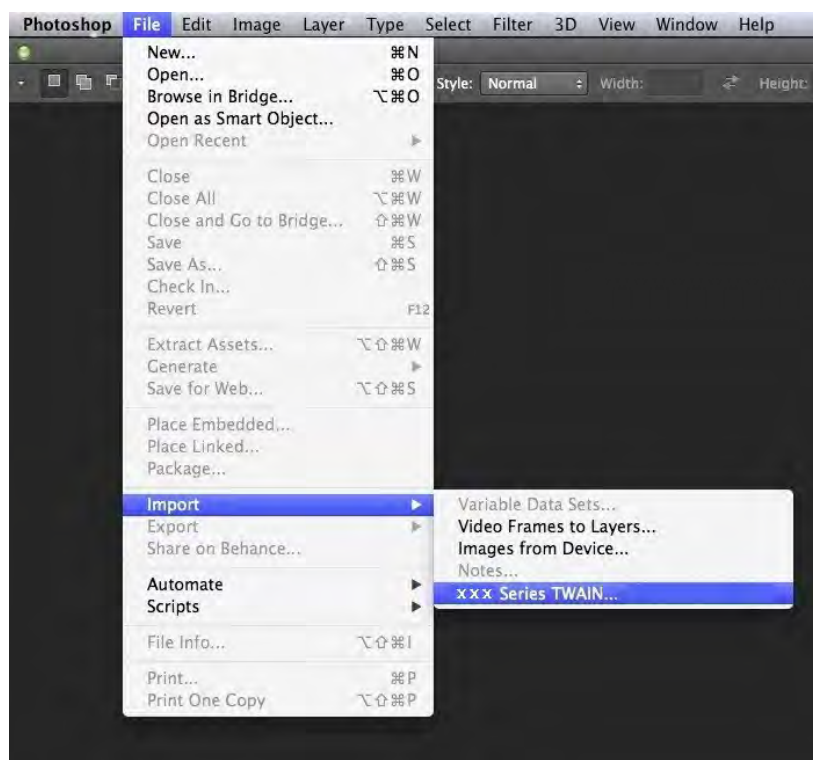 Photoshop File Edit Image Layer Type Select Filter 3D View Window Help
Style: Normal Width: Height:
New... ⌘N
Open... ⌘O
Browse in Bridge... ⌥⌘O
Open as Smart Object...
Open Recent
Close ⌘W
Close All ⌥⌘W
Close and Go to Bridge... ⇧⌘W
Save ⌘S
Save As... ⇧⌘S
Check In...
Revert F12
Extract Assets... ⌥⇧⌘W
Generate
Save for Web... ⌥⇧⌘S
Place Embedded...
Place Linked...
Package...
Import
Export
Share on Behance...
Automate
Scripts
File Info... ⌥⇧⌘I
Print... ⌘P
Print One Copy ⌥⇧⌘P
Variable Data Sets...
Video Frames to Layers...
Images from Device...
Notes...
xxx Series TWAIN...